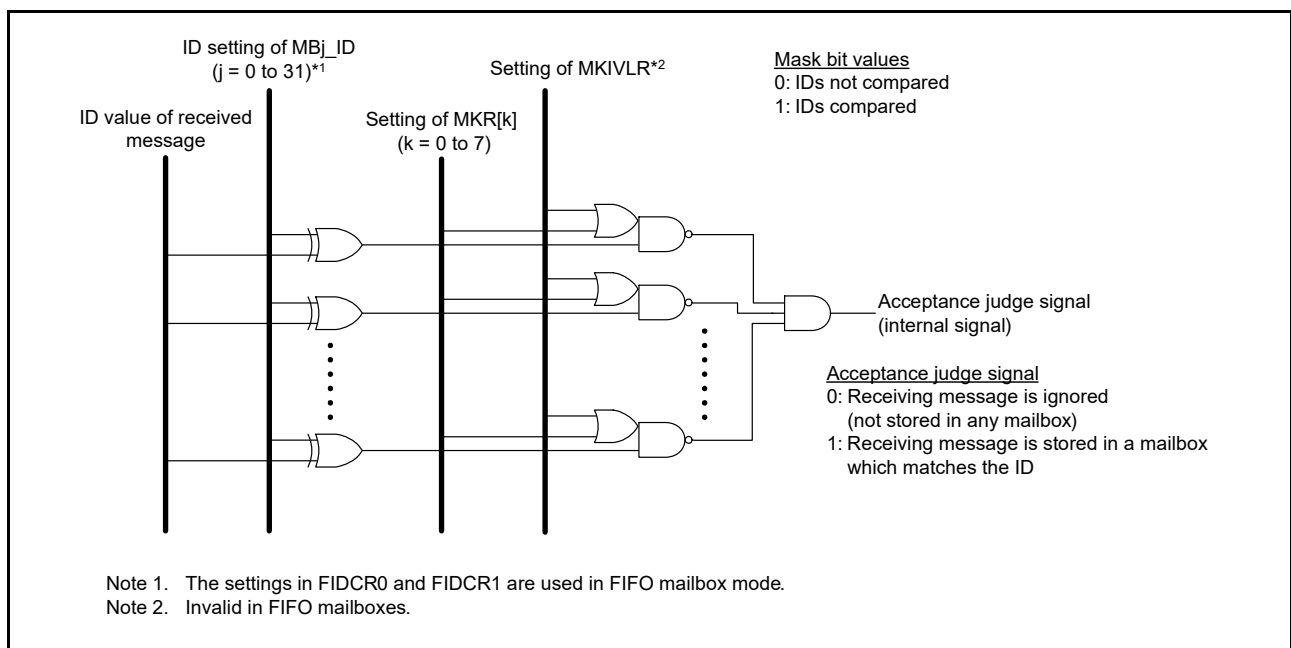 ID setting of MBj_ID
(j = 0 to 31)*1
Setting of MKIVLR*2
Mask bit values
0: IDs not compared
1: IDs compared
ID value of received
message
Setting of MKR[k]
(k = 0 to 7)
Acceptance judge signal
(internal signal)
Acceptance judge signal
0: Receiving message is ignored
(not stored in any mailbox)
1: Receiving message is stored in a mailbox
which matches the ID
Note 1. The settings in FIDCR0 and FIDCR1 are used in FIFO mailbox mode.
Note 2. Invalid in FIFO mailboxes.